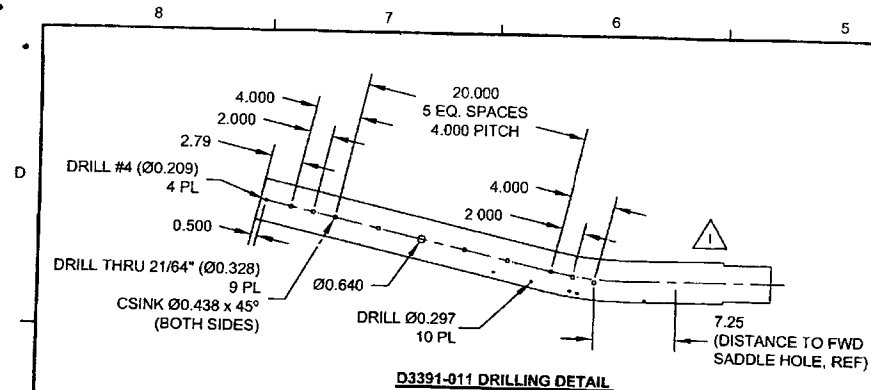 8
7
6
5
D
4.000
2.000
2.79
20.000
5 EQ. SPACES
4.000 PITCH
DRILL #4 (Ø0.209)
4 PL
4.000
2.000
0.500
1
DRILL THRU 21/64" (Ø0.328)
9 PL
CSINK Ø0.438 x 45º
(BOTH SIDES)
Ø0.640
DRILL Ø0.297
10 PL
7.25
(DISTANCE TO FWD
SADDLE HOLE, REF)
D3391-011 DRILLING DETAIL